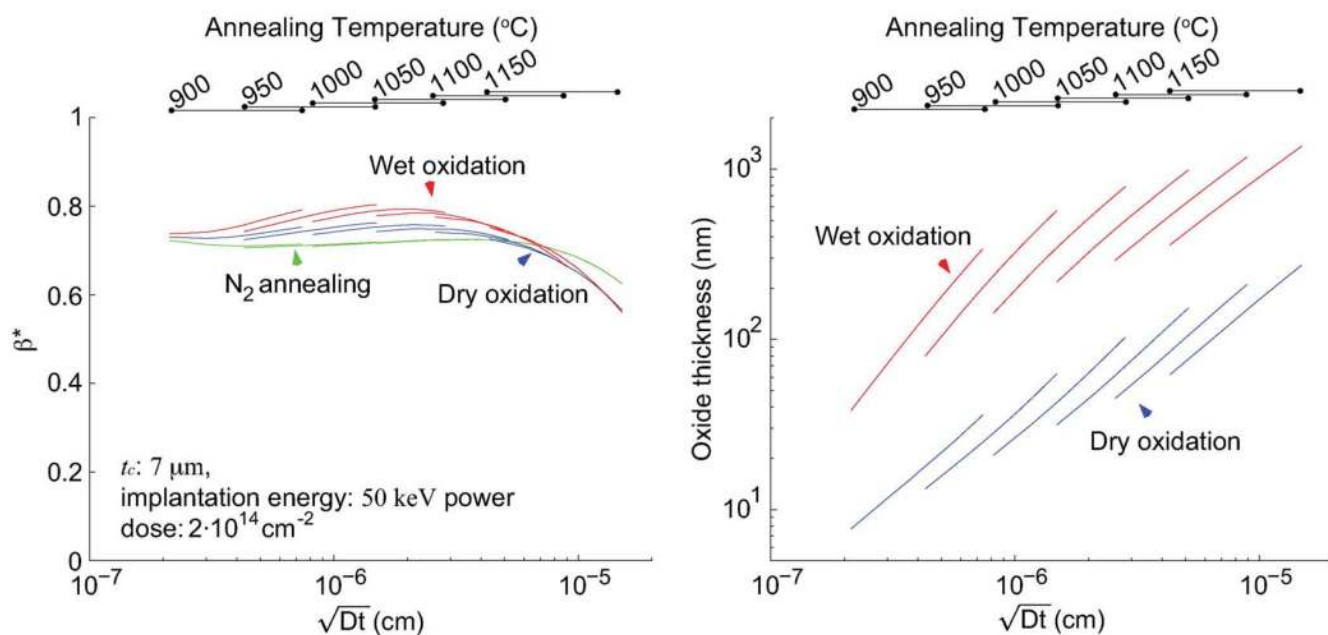 Annealing Temperature (°C)
900 950 1000 1050 1100 1150
1
0.8
0.6
0.4
0.2
0
β*
Wet oxidation
N2 annealing
Dry oxidation
tc: 7 μm,
implantation energy: 50 keV power
dose: 2·10^14 cm^-2
10^-7 10^-6 10^-5
√Dt (cm)
Annealing Temperature (°C)
900 950 1000 1050 1100 1150
10^3
10^2
10^1
Oxide thickness (nm)
Wet oxidation
Dry oxidation
10^-7 10^-6 10^-5
√Dt (cm)